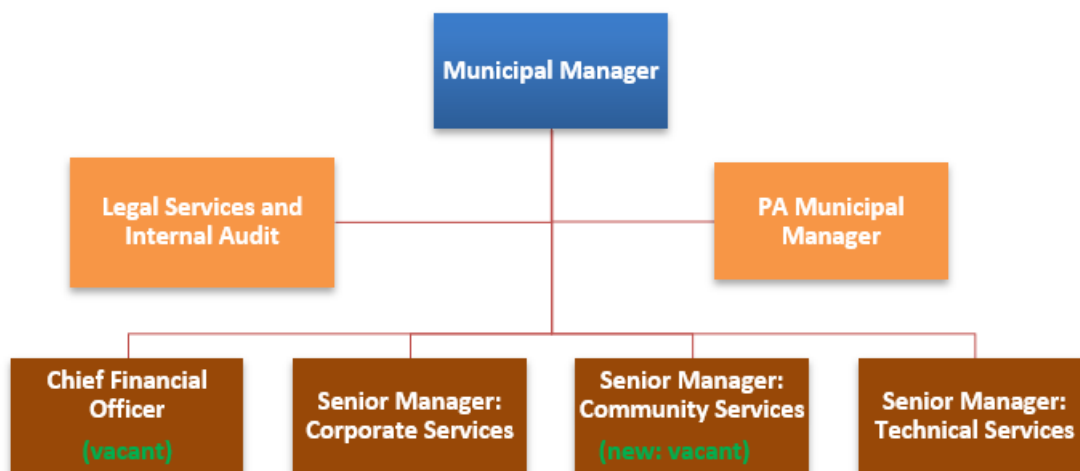 Municipal Manager
Legal Services and
Internal Audit
PA Municipal
Manager
Chief Financial
Officer
(vacant)
Senior Manager:
Corporate Services
Senior Manager:
Community Services
(new: vacant)
Senior Manager:
Technical Services